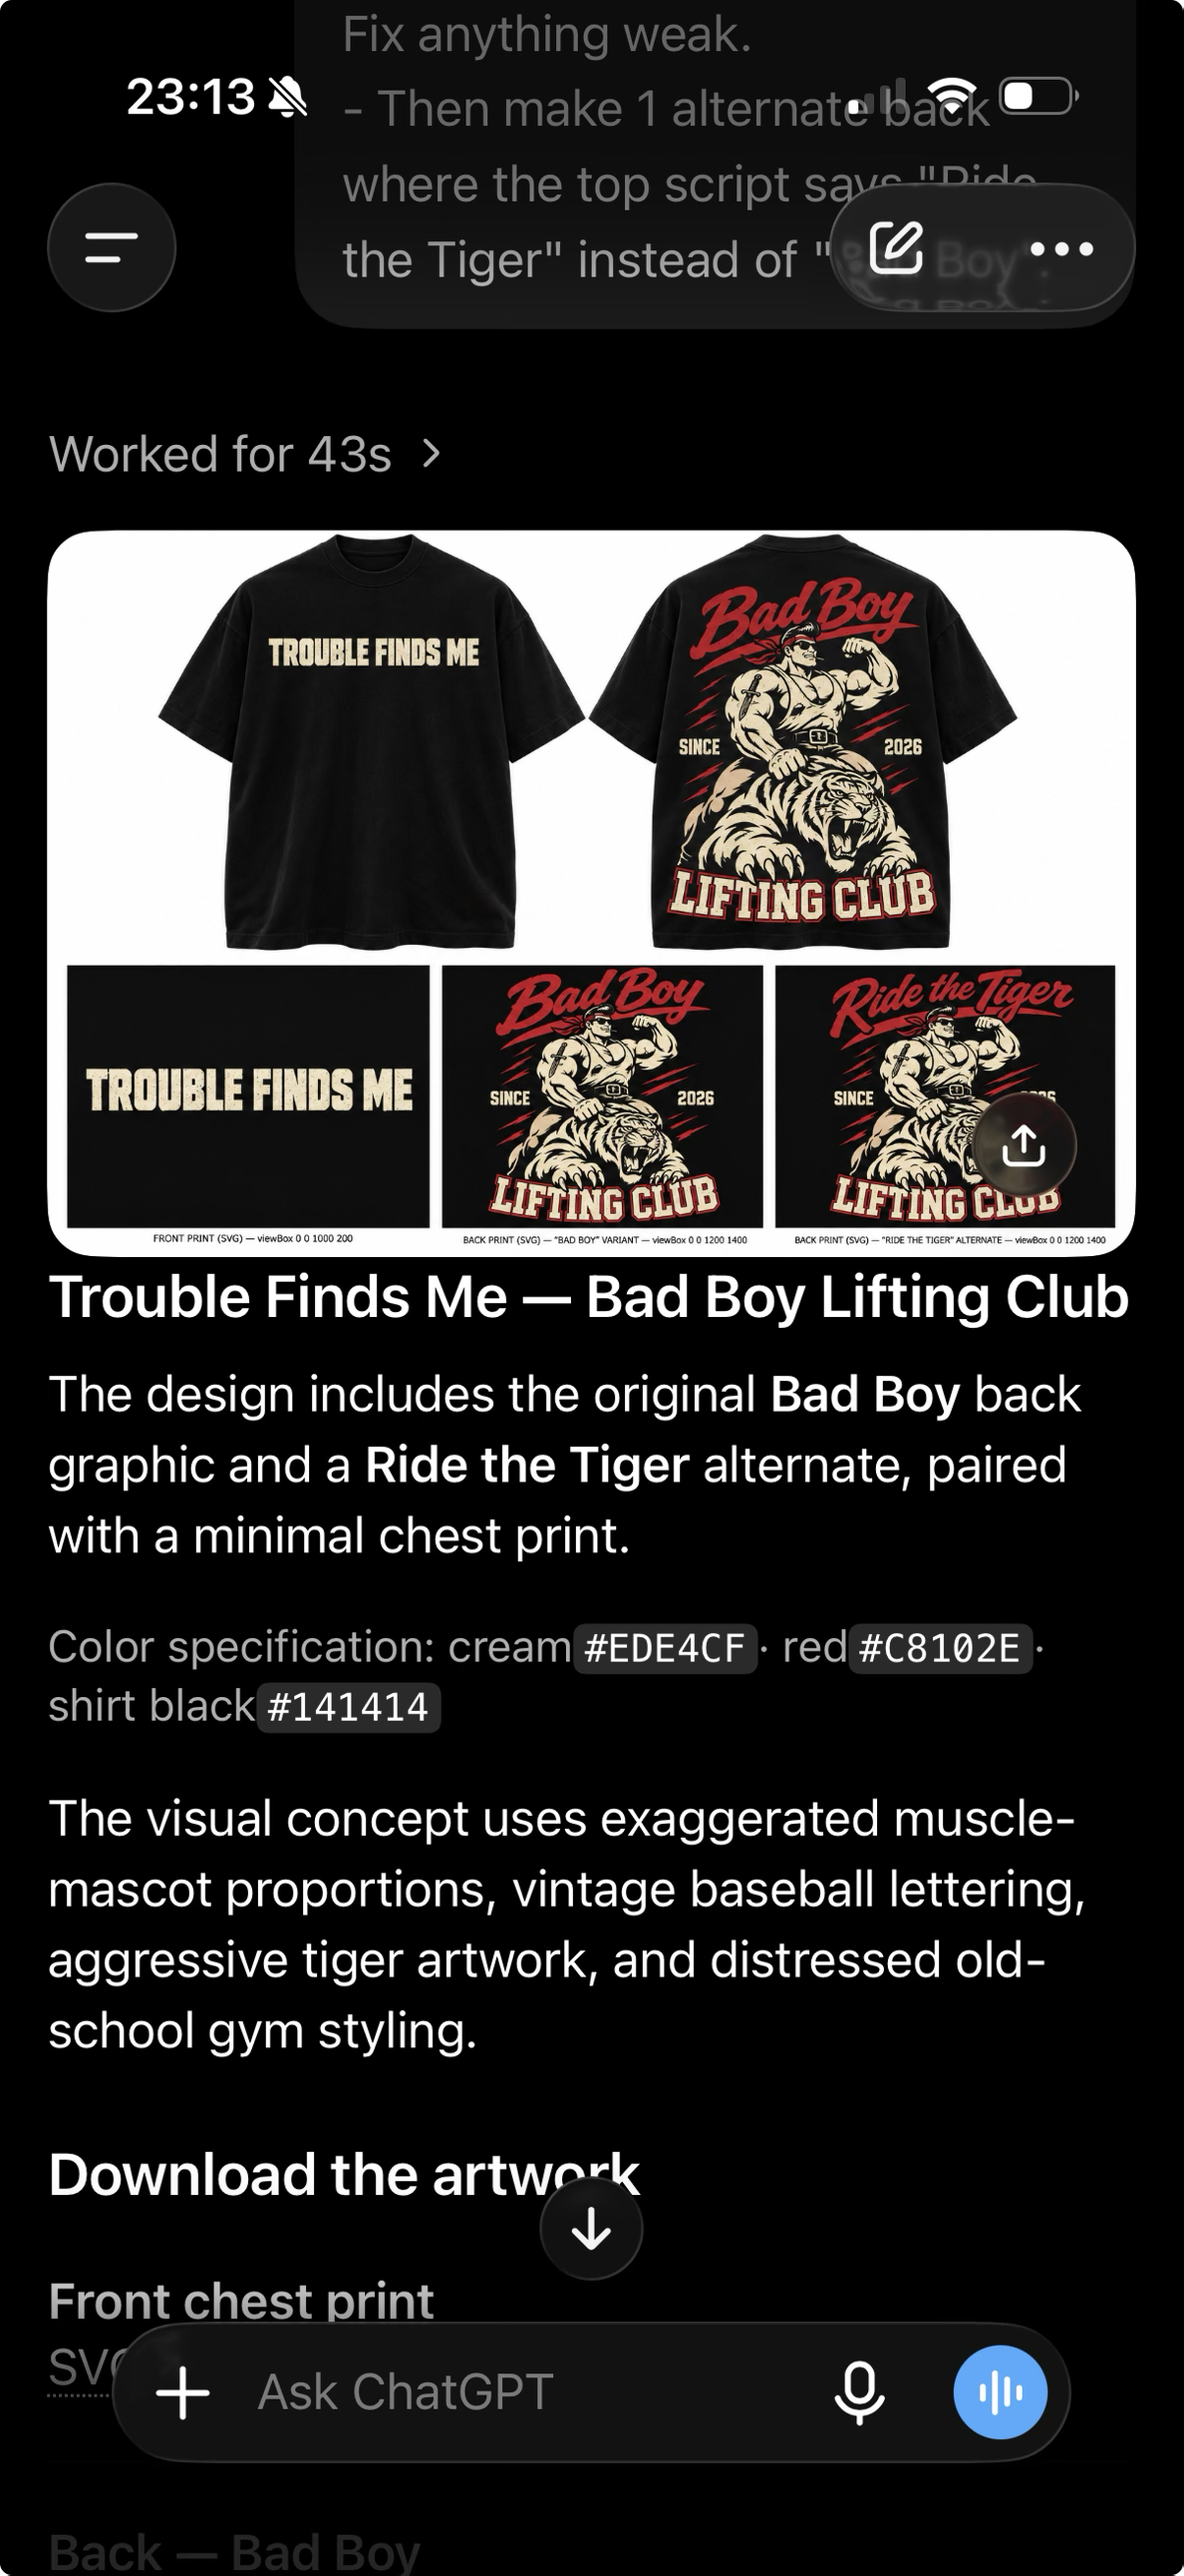 Fix anything weak.
- Then make 1 alternate back
where the top script says "Ride
the Tiger" instead of "Bad Boy".
23:13
Worked for 43s
TROUBLE FINDS ME
Bad Boy
SINCE 2026
LIFTING CLUB
TROUBLE FINDS ME
Bad Boy
SINCE 2026
LIFTING CLUB
Ride the Tiger
SINCE
LIFTING CLUB
FRONT PRINT (SVG) — viewBox 0 0 1000 200
BACK PRINT (SVG) — "BAD BOY" VARIANT — viewBox 0 0 1200 1400
BACK PRINT (SVG) — "RIDE THE TIGER" ALTERNATE — viewBox 0 0 1200 1400
Trouble Finds Me — Bad Boy Lifting Club
The design includes the original Bad Boy back
graphic and a Ride the Tiger alternate, paired
with a minimal chest print.
Color specification: cream #EDE4CF · red #C8102E ·
shirt black #141414
The visual concept uses exaggerated muscle-
mascot proportions, vintage baseball lettering,
aggressive tiger artwork, and distressed old-
school gym styling.
Download the artwork
Front chest print
Ask ChatGPT
Back — Bad Boy